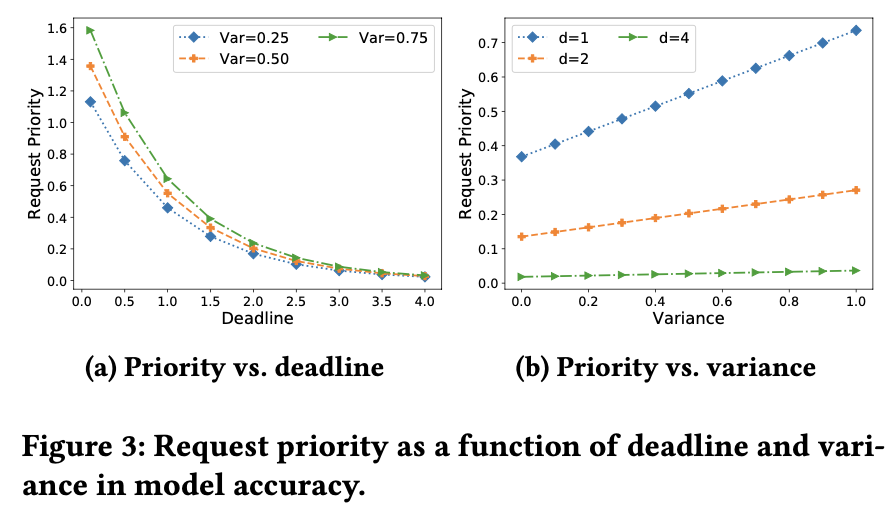 Var=0.25
Var=0.50
Var=0.75
1.6
1.4
1.2
1.0
0.8
0.6
0.4
0.2
0.0
Request Priority
0.0 0.5 1.0 1.5 2.0 2.5 3.0 3.5 4.0
Deadline
(a) Priority vs. deadline
d=1
d=2
d=4
0.7
0.6
0.5
0.4
0.3
0.2
0.1
0.0
Request Priority
0.0 0.2 0.4 0.6 0.8 1.0
Variance
(b) Priority vs. variance
Figure 3: Request priority as a function of deadline and vari-
ance in model accuracy.